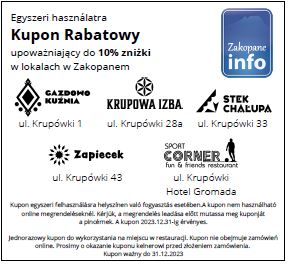 Egyszeri használatra
Kupon Rabatowy
upoważniający do 10% zniżki
w lokalach w Zakopanem
Zakopane
info
GAZDOWO
KUŹNIA
KRUPOWA IZBA.
STEK
CHAŁUPA
ul. Krupówki 1
ul. Krupówki 28a
ul. Krupówki 33
Zapiecek
SPORT
CORNER
fun & friends restaurant
ul. Krupówki 43
ul. Krupówki
Hotel Gromada
Kupon egyszeri felhasználásra helyszínen való fogyasztás esetében.A kupon nem használható
online megrendeléseknél. Kérjük, a megrendelés leadása előtt mutassa meg kuponját
a pincérnek. A kupon 2023.12.31-ig érvényes.
Jednorazowy kupon do wykorzystania na miejscu w restauracji. Kupon nie obejmuje zamówień
online. Prosimy o okazanie kuponu kelnerowi przed złożeniem zamówienia.
Kupon ważny do 31.12.2023